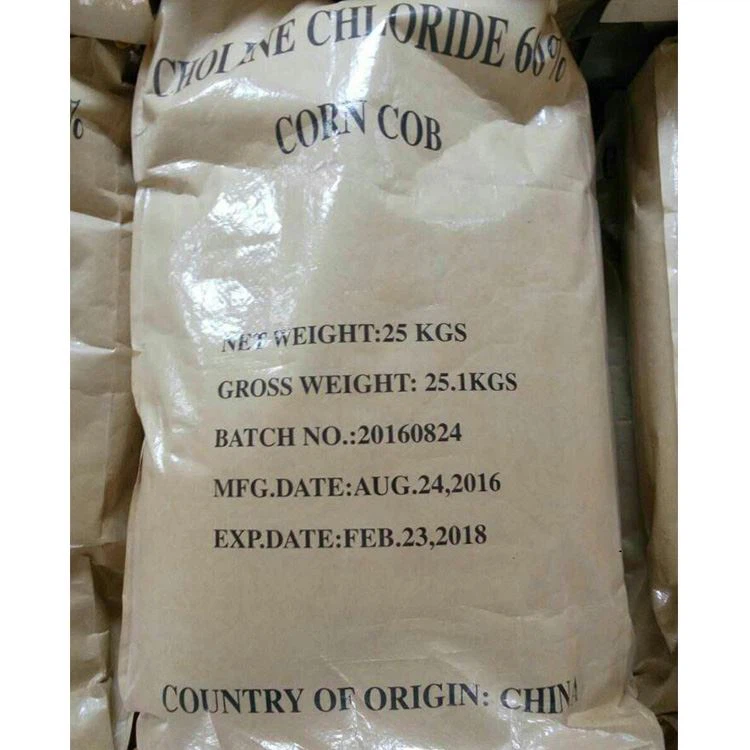 CHOLINE CHLORIDE 60%
CORN COB
%
NET WEIGHT:25 KGS
GROSS WEIGHT: 25.1KGS
BATCH NO.:20160824
MFG.DATE:AUG.24,2016
EXP.DATE:FEB.23,2018
COUNTRY OF ORIGIN: CHINA